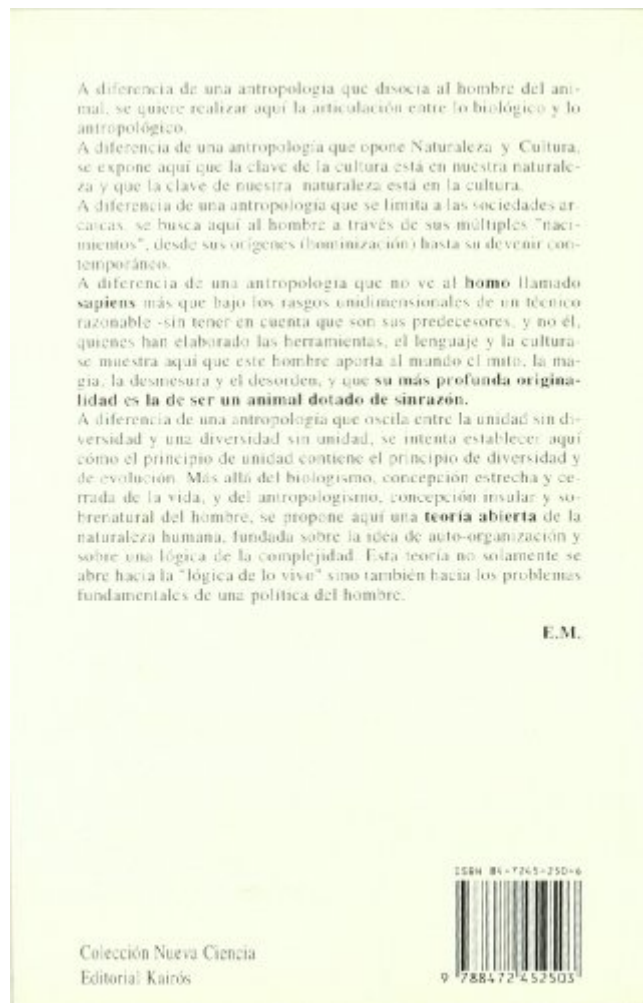 A diferencia de una antropología que disocia al hombre del ani-
mal, se quiere realizar aquí la articulación entre lo biológico y lo
antropológico.
A diferencia de una antropología que opone Naturaleza y Cultura,
se expone aquí que la clave de la cultura está en nuestra naturale-
za y que la clave de nuestra naturaleza está en la cultura.
A diferencia de una antropología que se limita a las sociedades ar-
caicas, se busca aquí al hombre a través de sus múltiples "naci-
mientos", desde sus orígenes (hominización) hasta su devenir con-
temporáneo.
A diferencia de una antropología que no ve al homo llamado
sapiens más que bajo los rasgos unidimensionales de un técnico
razonable -sin tener en cuenta que son sus predecesores, y no él,
quienes han elaborado las herramientas, el lenguaje y la cultura-
se muestra aquí que este hombre aporta al mundo el mito, la ma-
gia, la desmesura y el desorden, y que su más profunda origina-
lidad es la de ser un animal dotado de sinrazón.
A diferencia de una antropología que oscila entre la unidad sin di-
versidad y una diversidad sin unidad, se intenta establecer aquí
cómo el principio de unidad contiene el principio de diversidad y
de evolución. Más allá del biologismo, concepción estrecha y ce-
rrada de la vida, y del antropologismo, concepción insular y so-
brenatural del hombre, se propone aquí una teoría abierta de la
naturaleza humana, fundada sobre la idea de auto-organización y
sobre una lógica de la complejidad. Esta teoría no solamente se
abre hacia la "lógica de lo vivo" sino también hacia los problemas
fundamentales de una política del hombre.
E.M.
ISBN 84-7245-250-6
Colección Nueva Ciencia
Editorial Kairós
9 788472 452503